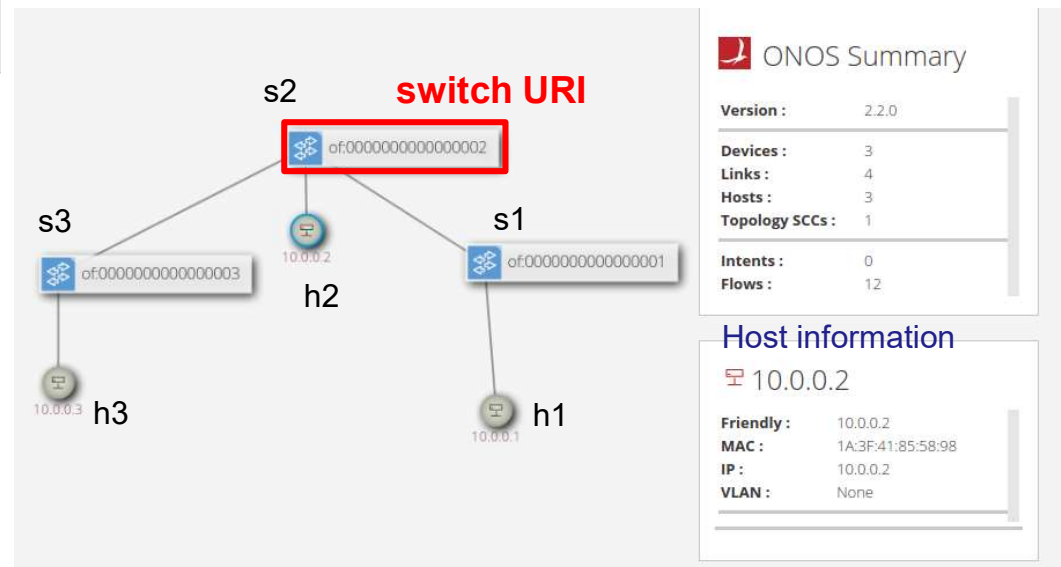 s2
switch URI
of:0000000000000002
s3
s1
10.0.0.2
of:0000000000000003
of:0000000000000001
h2
10.0.0.3
h3
10.0.0.1
h1
ONOS Summary
Version : 2.2.0
Devices : 3
Links : 4
Hosts : 3
Topology SCCs : 1
Intents : 0
Flows : 12
Host information
10.0.0.2
Friendly : 10.0.0.2
MAC : 1A:3F:41:85:58:98
IP : 10.0.0.2
VLAN : None